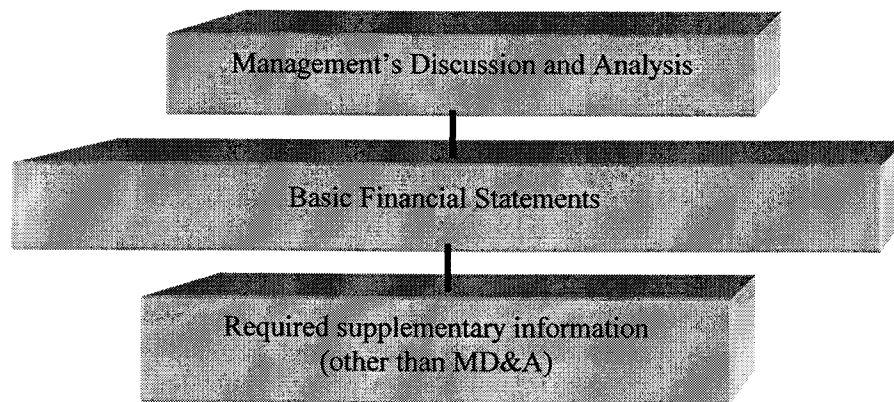 Management's Discussion and Analysis
Basic Financial Statements
Required supplementary information
(other than MD&A)